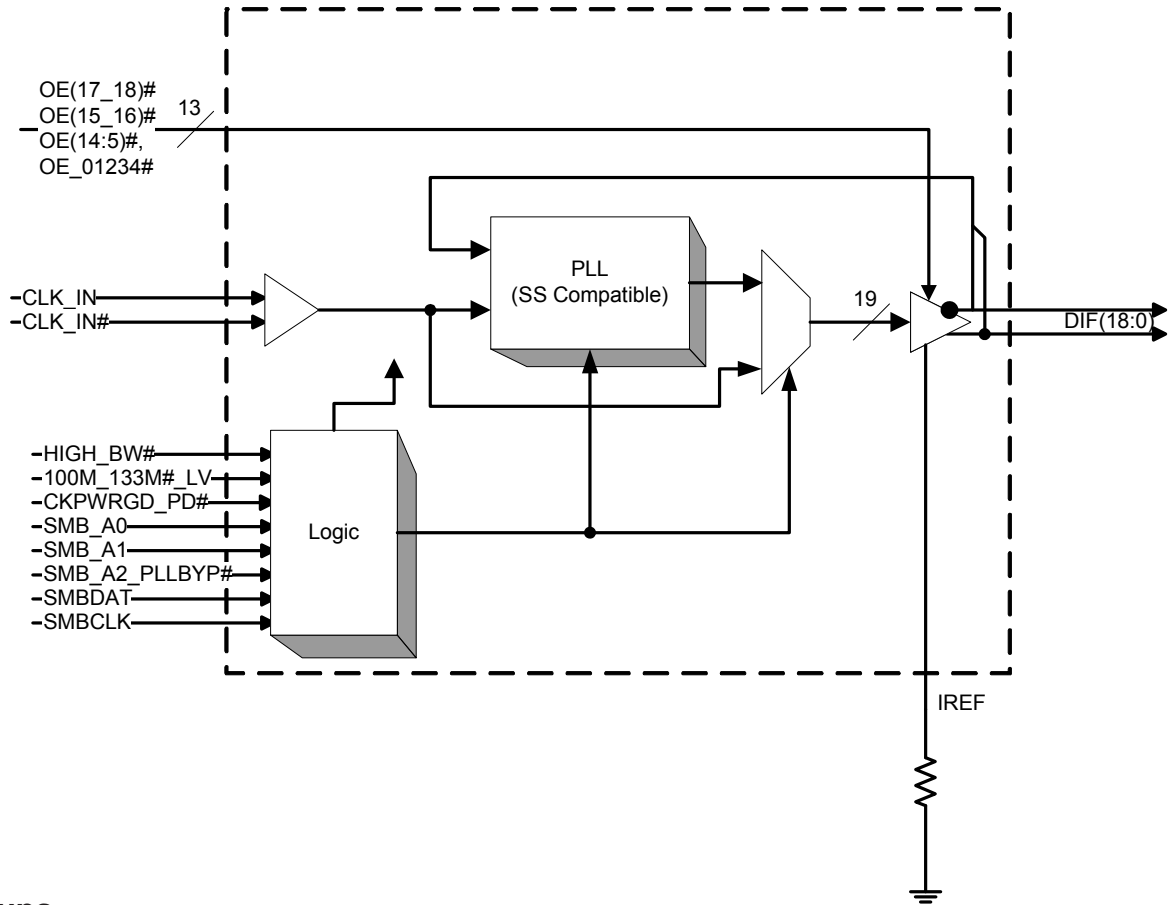 OE(17_18)#
OE(15_16)#
OE(14:5)#,
OE_01234#
13
PLL
(SS Compatible)
CLK_IN
CLK_IN#
19
DIF(18:0)
HIGH_BW#
100M_133M#_LV
CKPWRGD_PD#
SMB_A0
SMB_A1
SMB_A2_PLLBYP#
SMBDAT
SMBCLK
Logic
IREF